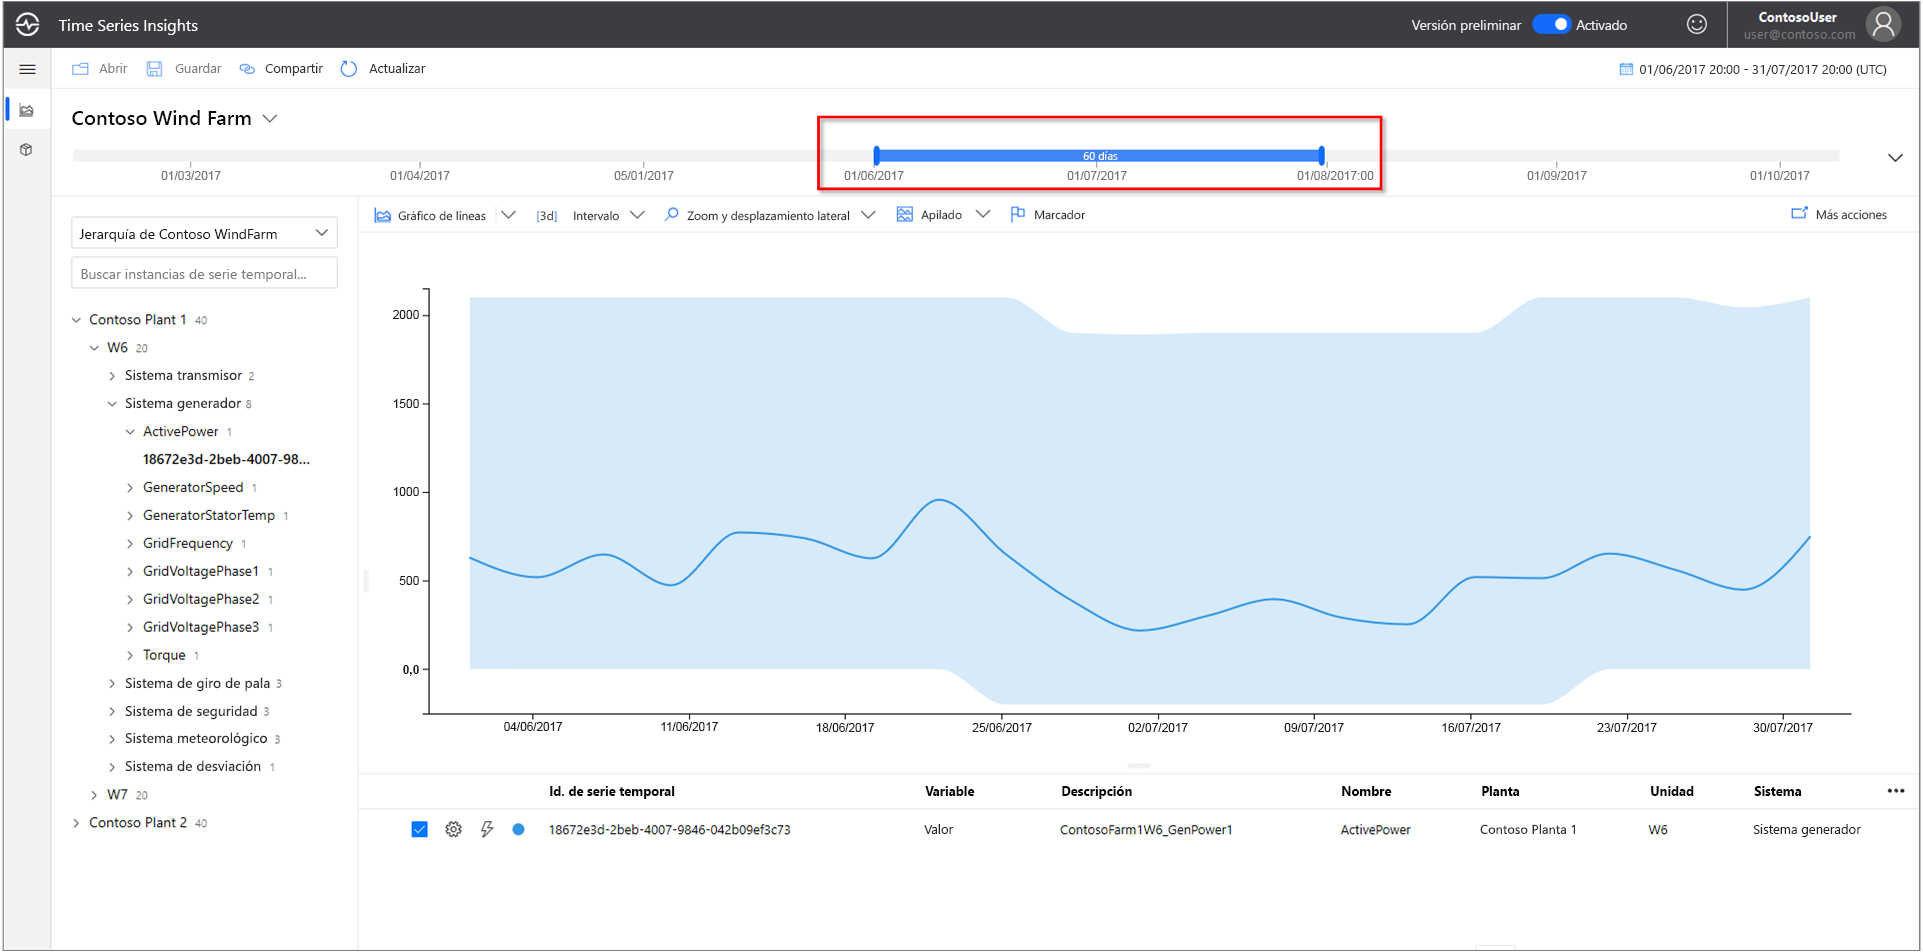 Time Series Insights
Versión preliminar Activado
ContosoUser
user@contoso.com
Abrir Guardar Compartir Actualizar
01/06/2017 20:00 - 31/07/2017 20:00 (UTC)
Contoso Wind Farm
60 días
01/03/2017 01/04/2017 05/01/2017 01/06/2017 01/07/2017 01/08/2017:00 01/09/2017 01/10/2017
Gráfico de líneas [3d] Intervalo Zoom y desplazamiento lateral Apilado Marcador Más acciones
Jerarquía de Contoso WindFarm
Buscar instancias de serie temporal...
Contoso Plant 1 40
W6 20
Sistema transmisor 2
Sistema generador 8
ActivePower 1
18672e3d-2beb-4007-98...
GeneratorSpeed 1
GeneratorStatorTemp 1
GridFrequency 1
GridVoltagePhase1 1
GridVoltagePhase2 1
GridVoltagePhase3 1
Torque 1
Sistema de giro de pala 3
Sistema de seguridad 3
Sistema meteorológico 3
Sistema de desviación 1
W7 20
Contoso Plant 2 40
2000
1500
1000
500
0,0
04/06/2017 11/06/2017 18/06/2017 25/06/2017 02/07/2017 09/07/2017 16/07/2017 23/07/2017 30/07/2017
Id. de serie temporal Variable Descripción Nombre Planta Unidad Sistema
18672e3d-2beb-4007-9846-042b09ef3c73 Valor ContosoFarm1W6_GenPower1 ActivePower Contoso Planta 1 W6 Sistema generador